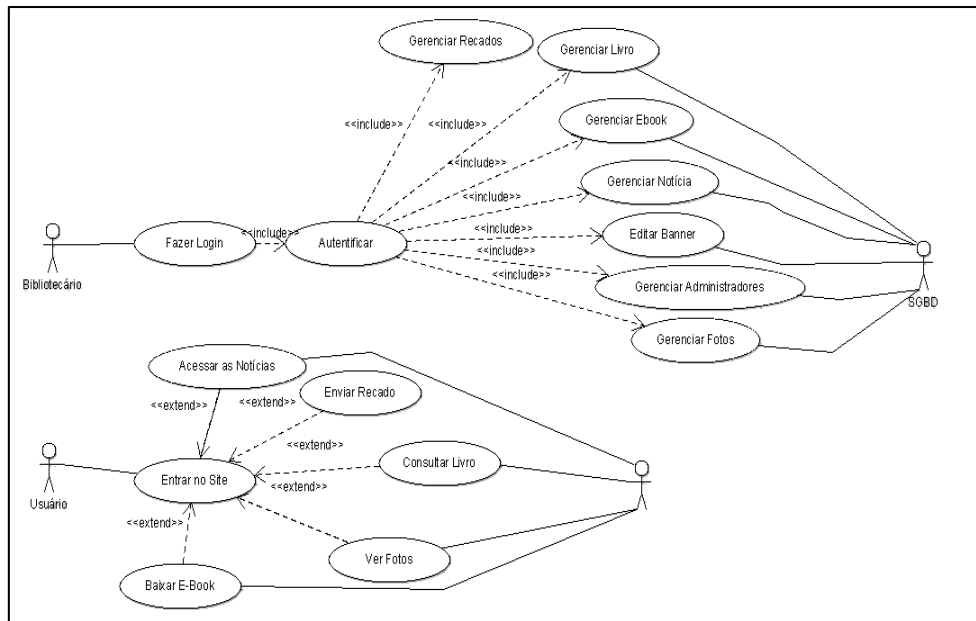 Gerenciar Recados
Gerenciar Livro
Gerenciar Ebook
<<include>>
<<include>>
<<include>>
Gerenciar Notícia
<<include>>
Fazer Login
<<include>>
Autentificar
<<include>>
Editar Banner
<<include>>
Bibliotecário
<<include>>
Gerenciar Administradores
SGBD
Gerenciar Fotos
Acessar as Notícias
Enviar Recado
<<extend>>
<<extend>>
<<extend>>
Consultar Livro
Usuário
Entrar no Site
<<extend>>
<<extend>>
Ver Fotos
Baixar E-Book